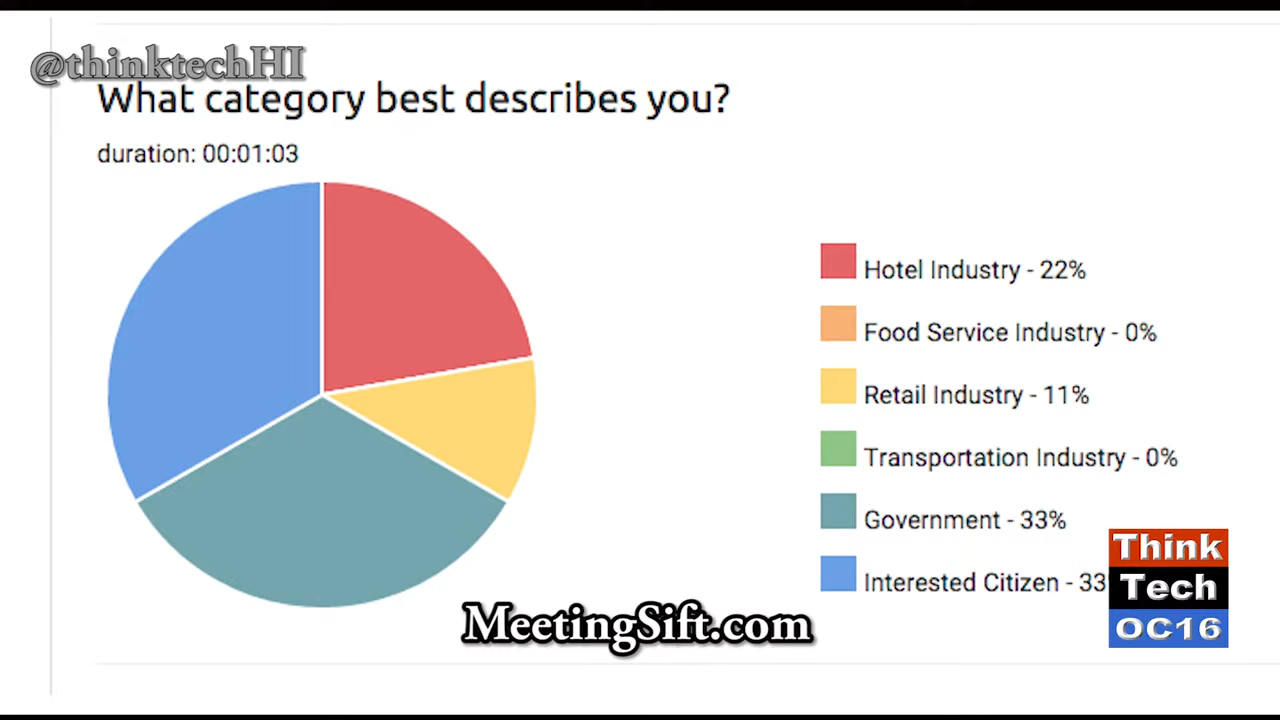 @thinktechHI
What category best describes you?
duration: 00:01:03
Hotel Industry - 22%
Food Service Industry - 0%
Retail Industry - 11%
Transportation Industry - 0%
Government - 33%
Interested Citizen - 33
Think
Tech
OC16
MeetingSift.com